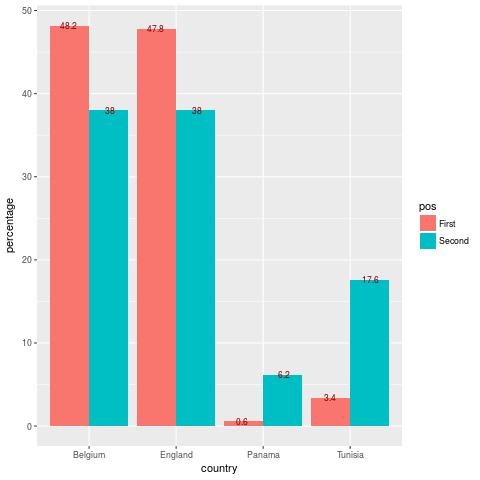 50
40
30
20
10
0
percentage
48.2
38
47.8
38
0.6
6.2
3.4
17.6
Belgium
England
Panama
Tunisia
country
pos
First
Second